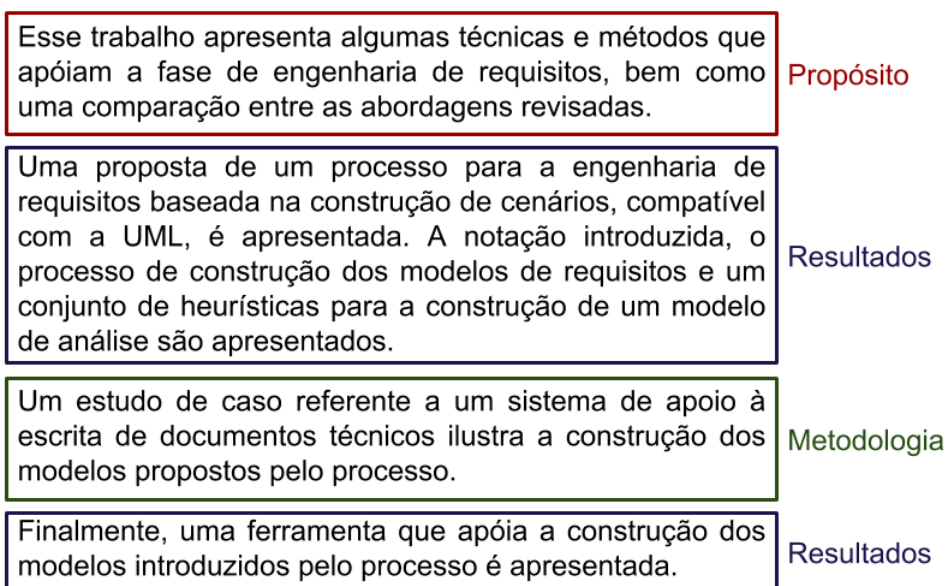 Esse trabalho apresenta algumas técnicas e métodos que
apóiam a fase de engenharia de requisitos, bem como
uma comparação entre as abordagens revisadas.
Propósito
Uma proposta de um processo para a engenharia de
requisitos baseada na construção de cenários, compatível
com a UML, é apresentada. A notação introduzida, o
processo de construção dos modelos de requisitos e um
conjunto de heurísticas para a construção de um modelo
de análise são apresentados.
Resultados
Um estudo de caso referente a um sistema de apoio à
escrita de documentos técnicos ilustra a construção dos
modelos propostos pelo processo.
Metodologia
Finalmente, uma ferramenta que apóia a construção dos
modelos introduzidos pelo processo é apresentada.
Resultados